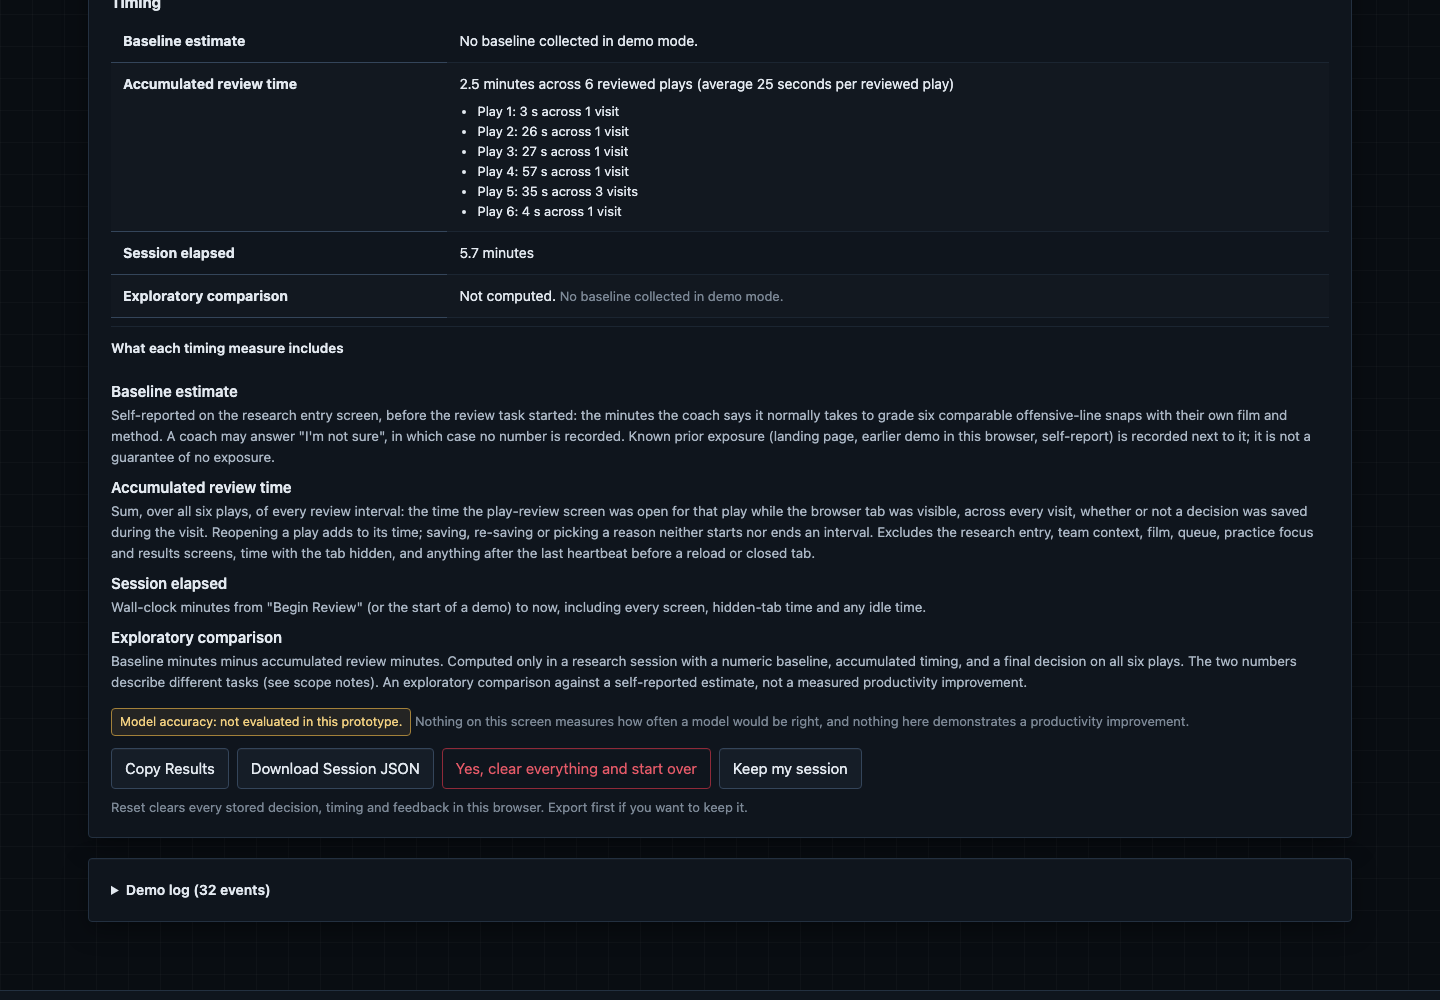 Timing
Baseline estimate
No baseline collected in demo mode.
Accumulated review time
2.5 minutes across 6 reviewed plays (average 25 seconds per reviewed play)
Play 1: 3 s across 1 visit
Play 2: 26 s across 1 visit
Play 3: 27 s across 1 visit
Play 4: 57 s across 1 visit
Play 5: 35 s across 3 visits
Play 6: 4 s across 1 visit
Session elapsed
5.7 minutes
Exploratory comparison
Not computed. No baseline collected in demo mode.
What each timing measure includes
Baseline estimate
Self-reported on the research entry screen, before the review task started: the minutes the coach says it normally takes to grade six comparable offensive-line snaps with their own film and
method. A coach may answer "I'm not sure", in which case no number is recorded. Known prior exposure (landing page, earlier demo in this browser, self-report) is recorded next to it; it is not a
guarantee of no exposure.
Accumulated review time
Sum, over all six plays, of every review interval: the time the play-review screen was open for that play while the browser tab was visible, across every visit, whether or not a decision was saved
during the visit. Reopening a play adds to its time; saving, re-saving or picking a reason neither starts nor ends an interval. Excludes the research entry, team context, film, queue, practice focus
and results screens, time with the tab hidden, and anything after the last heartbeat before a reload or closed tab.
Session elapsed
Wall-clock minutes from "Begin Review" (or the start of a demo) to now, including every screen, hidden-tab time and any idle time.
Exploratory comparison
Baseline minutes minus accumulated review minutes. Computed only in a research session with a numeric baseline, accumulated timing, and a final decision on all six plays. The two numbers
describe different tasks (see scope notes). An exploratory comparison against a self-reported estimate, not a measured productivity improvement.
Model accuracy: not evaluated in this prototype. Nothing on this screen measures how often a model would be right, and nothing here demonstrates a productivity improvement.
Copy Results
Download Session JSON
Yes, clear everything and start over
Keep my session
Reset clears every stored decision, timing and feedback in this browser. Export first if you want to keep it.
Demo log (32 events)